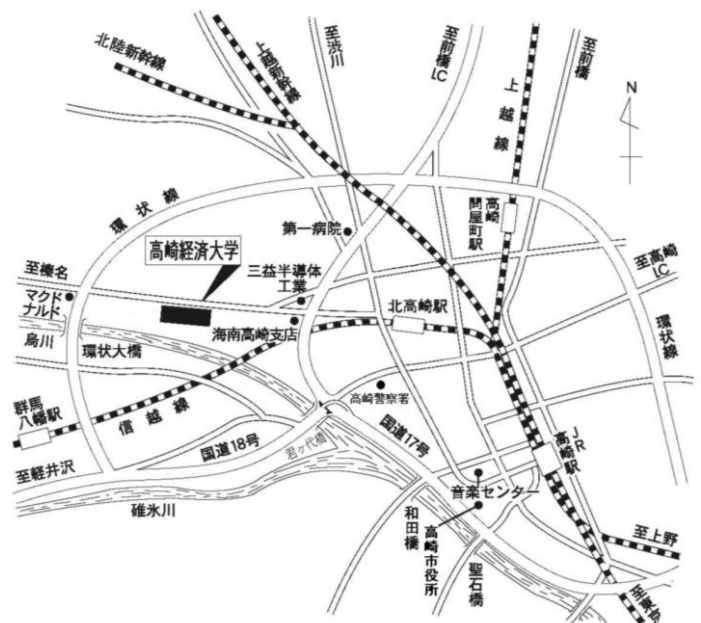 北陸新幹線
上越新幹線
至渋川
至前橋
I.C
上越線
至前橋
N
環状線
第一病院
高崎
問屋町駅
高崎経済大学
至榛名
三益半導体
工業
至高崎
I.C
マクド
ナルド
北高崎駅
海南高崎支店
烏川
環状大橋
環状線
群馬
八幡駅
信越線
高崎警察署
国道18号
君ヶ代橋
国道17号
JR
高崎駅
至軽井沢
碓氷川
音楽センター
和田橋
高崎市役所
聖石橋
至上野
至東京